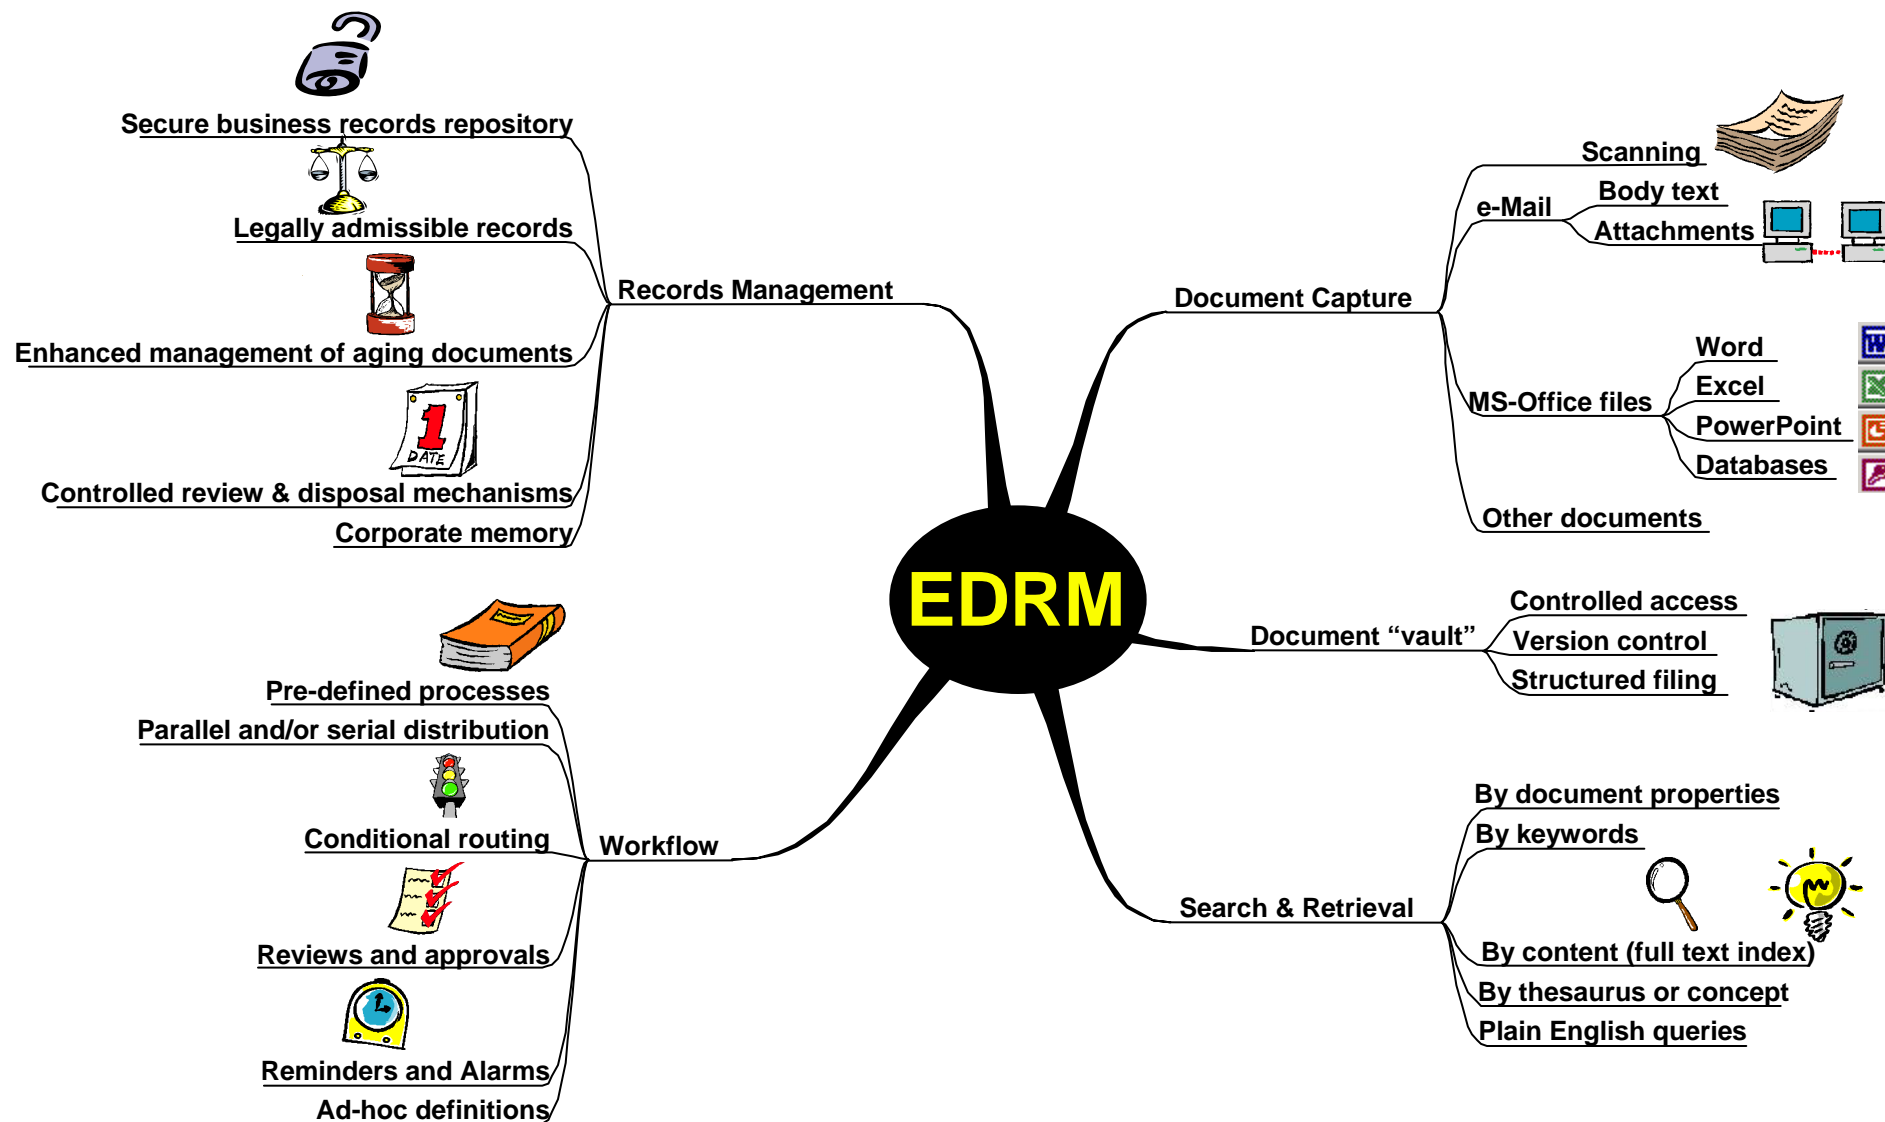 EDRM
Records Management
Secure business records repository
Legally admissible records
Enhanced management of aging documents
1
DATE
Controlled review & disposal mechanisms
Corporate memory
Document Capture
Scanning
e-Mail
Body text
Attachments
MS-Office files
Word
W
Excel
PowerPoint
Databases
Other documents
Document “vault”
Controlled access
Version control
Structured filing
Search & Retrieval
By document properties
By keywords
By content (full text index)
By thesaurus or concept
Plain English queries
Workflow
Pre-defined processes
Parallel and/or serial distribution
Conditional routing
Reviews and approvals
Reminders and Alarms
Ad-hoc definitions